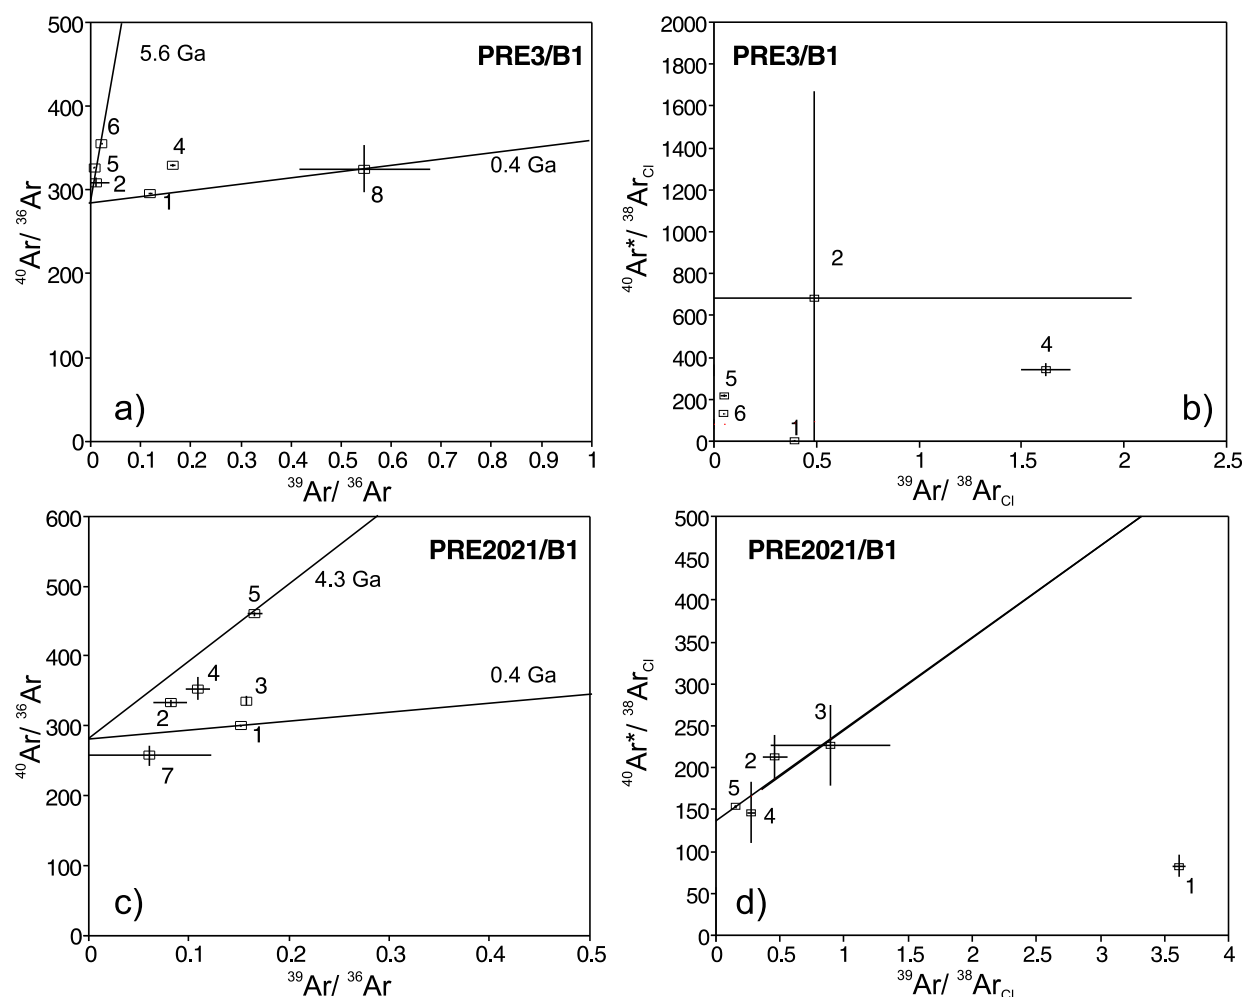 PRE3/B1
5.6 Ga
0.4 Ga
6
5
2
4
1
8
a)
500
400
300
200
100
0
0 0.1 0.2 0.3 0.4 0.5 0.6 0.7 0.8 0.9 1
⁴⁰Ar/ ³⁶Ar
³⁹Ar/ ³⁶Ar
PRE3/B1
2
4
5
6
1
b)
2000
1800
1600
1400
1200
1000
800
600
400
200
0
0 0.5 1 1.5 2 2.5
⁴⁰Ar*/ ³⁸Ar_Cl
³⁹Ar/ ³⁸Ar_Cl
PRE2021/B1
4.3 Ga
0.4 Ga
5
4
3
2
1
7
c)
600
500
400
300
200
100
0
0 0.1 0.2 0.3 0.4 0.5
⁴⁰Ar/ ³⁶Ar
³⁹Ar/ ³⁶Ar
PRE2021/B1
3
2
5
4
1
d)
500
450
400
350
300
250
200
150
100
50
0
0 0.5 1 1.5 2 2.5 3 3.5 4
⁴⁰Ar*/ ³⁸Ar_Cl
³⁹Ar/ ³⁸Ar_Cl